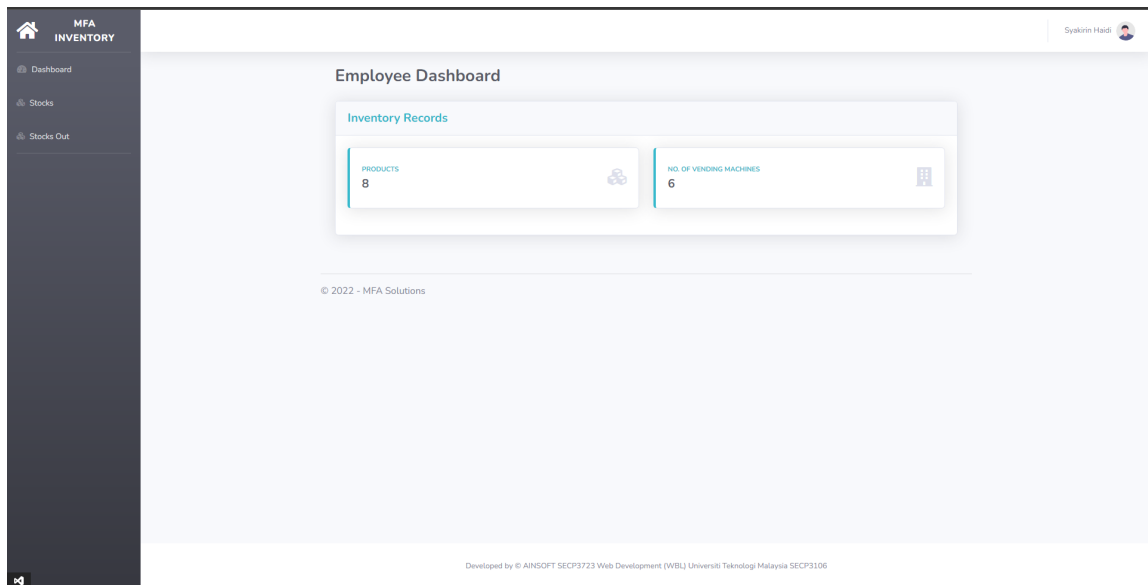 MFA
INVENTORY
Syakirin Haidi
Dashboard
Stocks
Stocks Out
Employee Dashboard
Inventory Records
PRODUCTS
8
NO. OF VENDING MACHINES
6
© 2022 - MFA Solutions
Developed by © AINSOFT SECP3723 Web Development (WBL) Universiti Teknologi Malaysia SECP3106